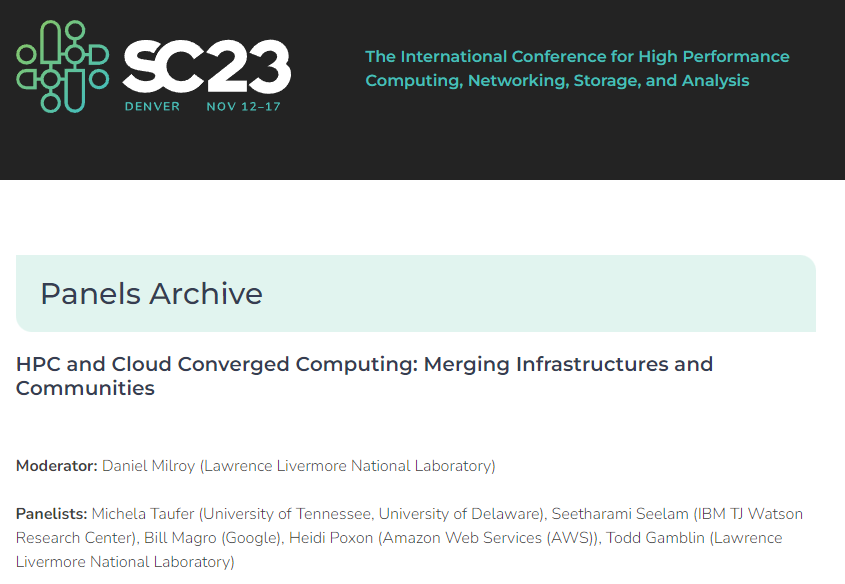 SC23
DENVER NOV 12–17
The International Conference for High Performance
Computing, Networking, Storage, and Analysis
Panels Archive
HPC and Cloud Converged Computing: Merging Infrastructures and
Communities
Moderator: Daniel Milroy (Lawrence Livermore National Laboratory)
Panelists: Michela Taufer (University of Tennessee, University of Delaware), Seetharami Seelam (IBM TJ Watson
Research Center), Bill Magro (Google), Heidi Poxon (Amazon Web Services (AWS)), Todd Gamblin (Lawrence
Livermore National Laboratory)